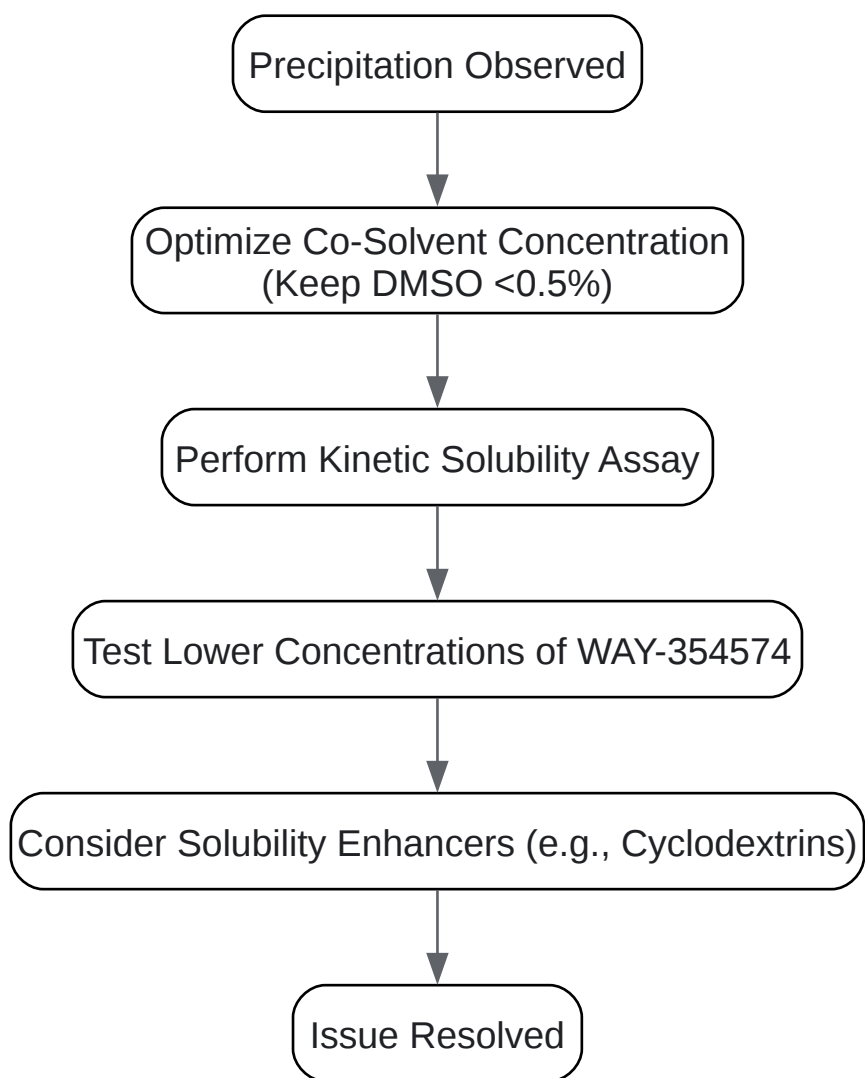 Precipitation Observed
Optimize Co-Solvent Concentration
(Keep DMSO <0.5%)
Perform Kinetic Solubility Assay
Test Lower Concentrations of WAY-354574
Consider Solubility Enhancers (e.g., Cyclodextrins)
Issue Resolved